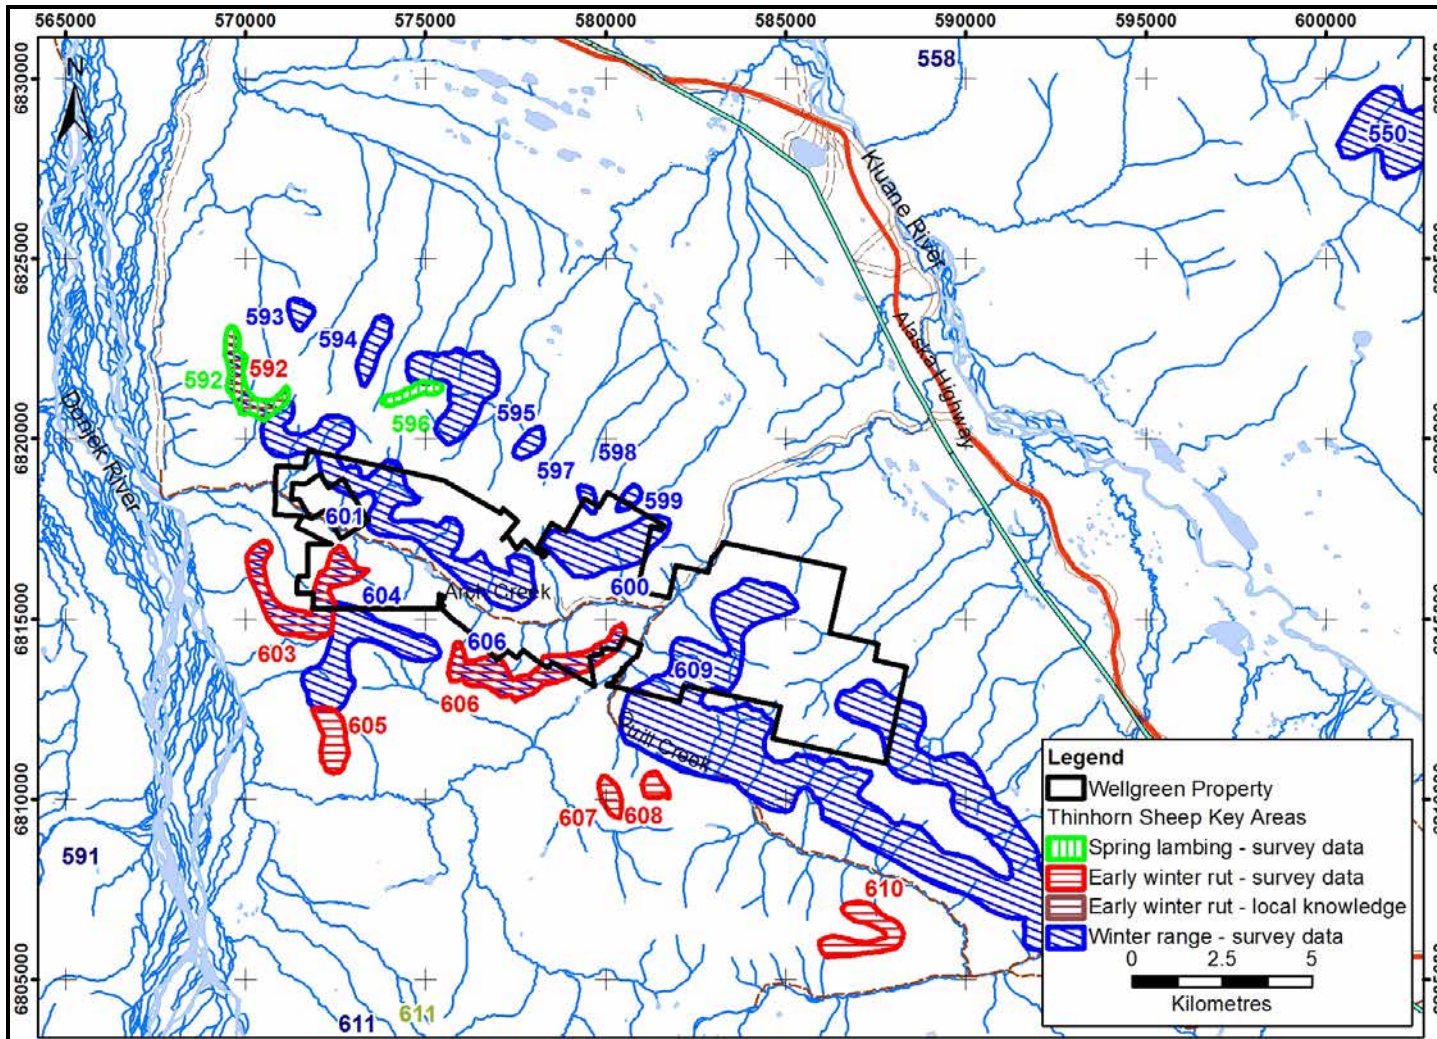 565000 570000 575000 580000 585000 590000 595000 600000
6830000
6825000
6820000
6815000
6810000
6805000
N
558
550
Kluane River
Alaska Highway
Donjek River
593
594
592
592
596
595
598
597
599
601
600
604
Arch Creek
603
606
609
606
605
Quill Creek
607
608
610
591
611
611
Legend
Wellgreen Property
Thinhorn Sheep Key Areas
Spring lambing - survey data
Early winter rut - survey data
Early winter rut - local knowledge
Winter range - survey data
0 2.5 5
Kilometres